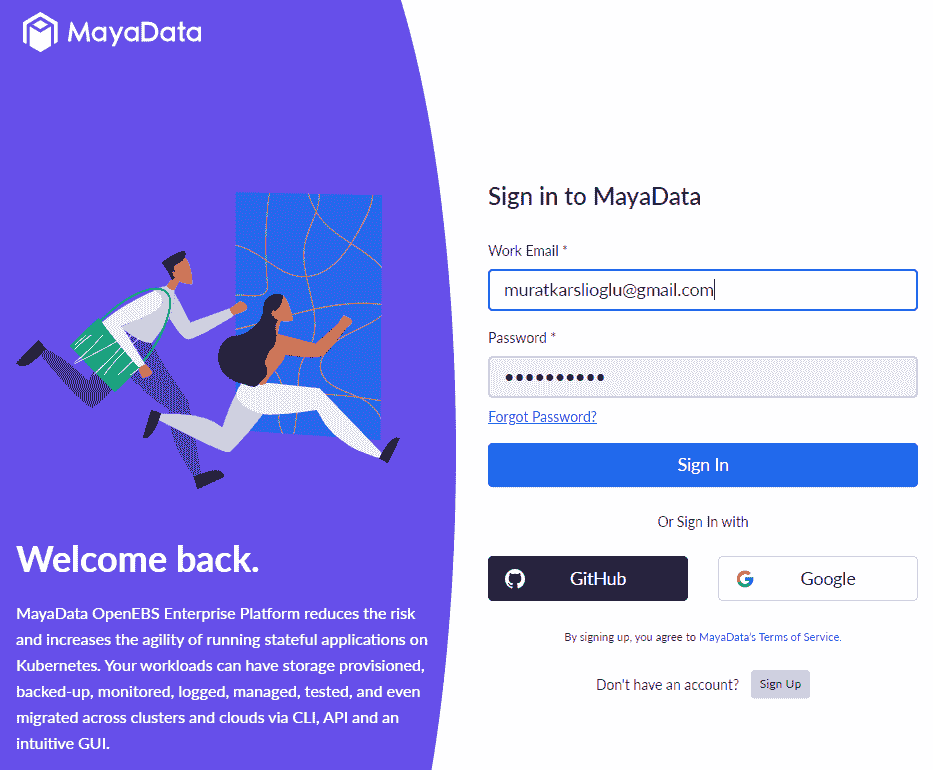 MayaData
Welcome back.
MayaData OpenEBS Enterprise Platform reduces the risk
and increases the agility of running stateful applications on
Kubernetes. Your workloads can have storage provisioned,
backed-up, monitored, logged, managed, tested, and even
migrated across clusters and clouds via CLI, API and an
intuitive GUI.
Sign in to MayaData
Work Email *
muratkarslioglu@gmail.com
Password *
••••••••••
Forgot Password?
Sign In
Or Sign In with
GitHub
Google
By signing up, you agree to MayaData's Terms of Service.
Don't have an account?
Sign Up